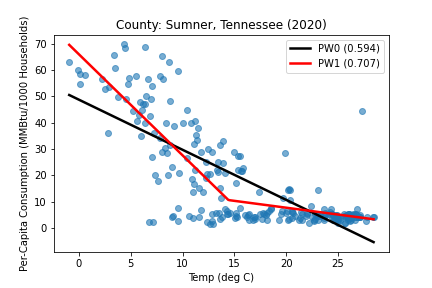 County: Sumner, Tennessee (2020)
PW0 (0.594)
PW1 (0.707)
Per-Capita Consumption (MMBtu/1000 Households)
70
60
50
40
30
20
10
0
0 5 10 15 20 25
Temp (deg C)